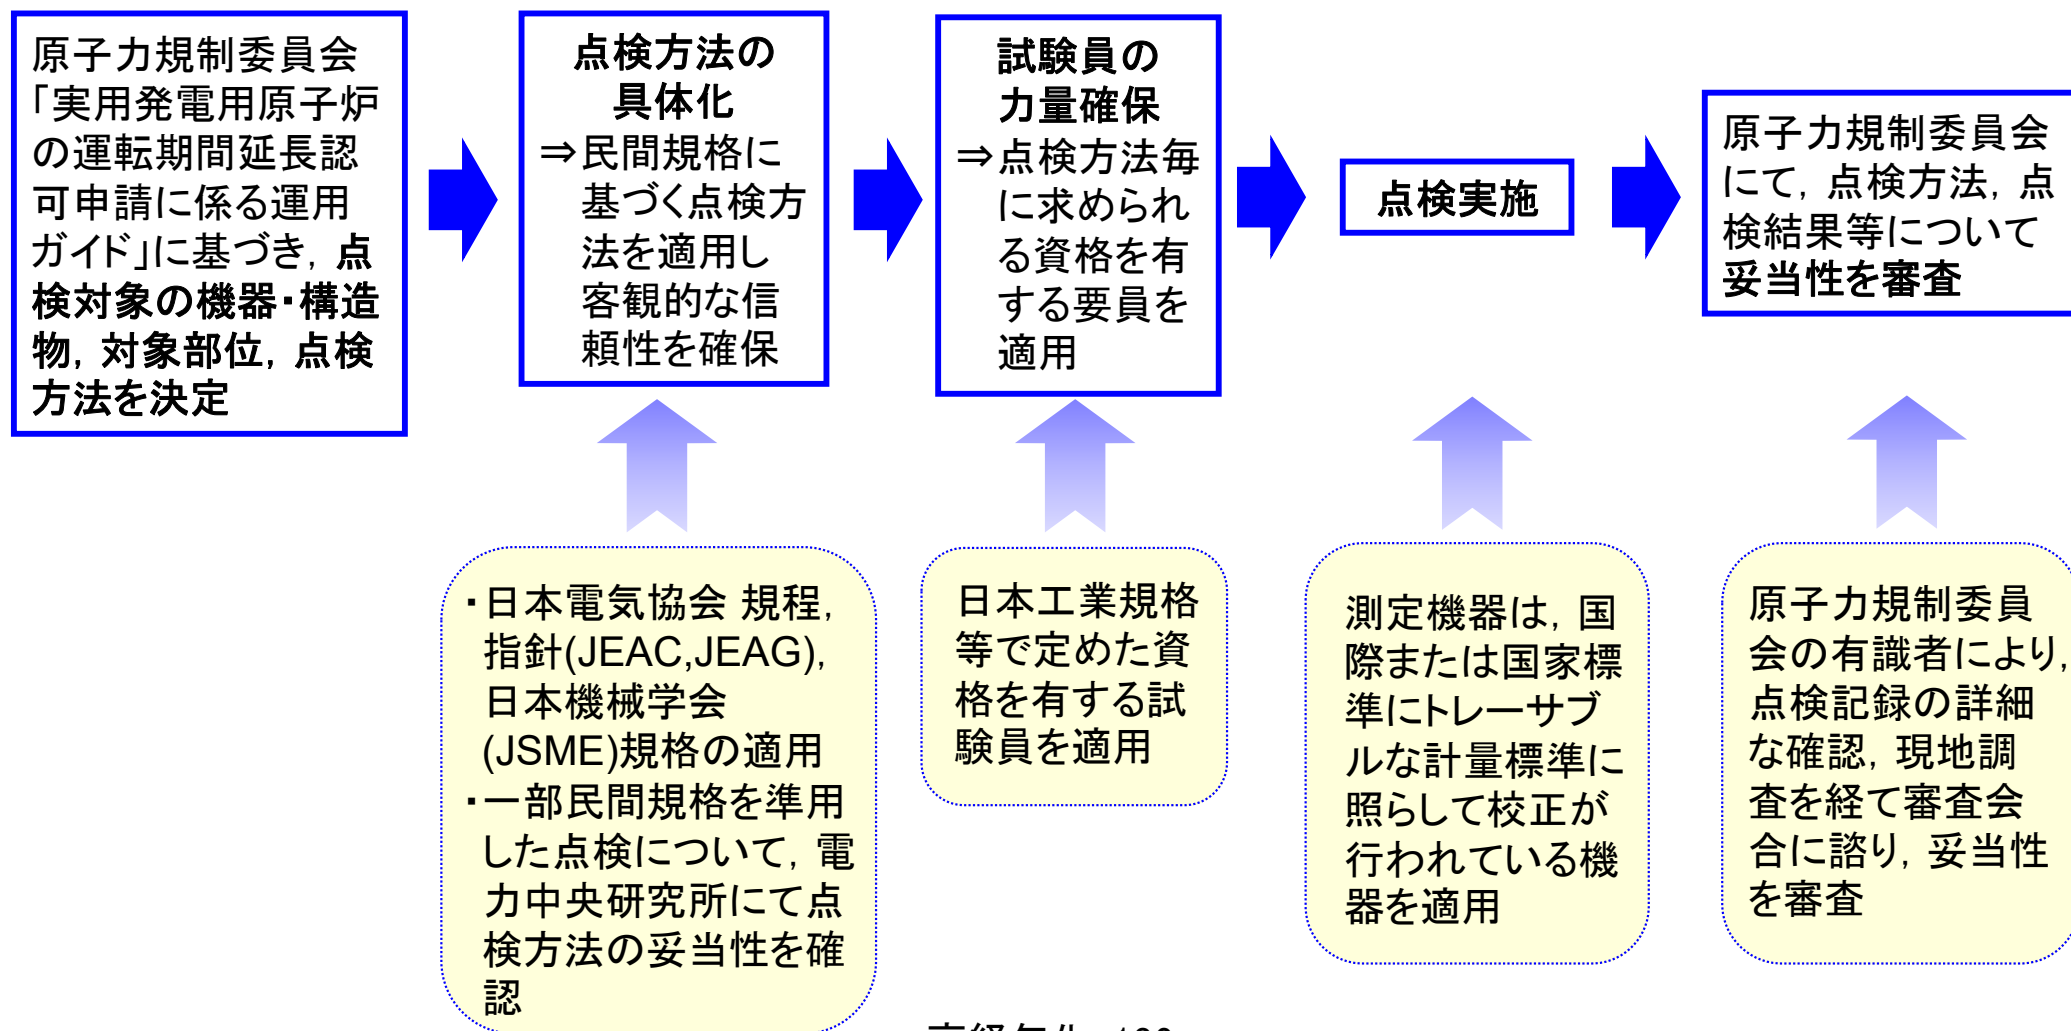 原子力規制委員会
「実用発電用原子炉
の運転期間延長認
可申請に係る運用
ガイド」に基づき，点
検対象の機器・構造
物，対象部位，点検
方法を決定
点検方法の
具体化
⇒民間規格に
基づく点検方
法を適用し
客観的な信
頼性を確保
試験員の
力量確保
⇒点検方法毎
に求められ
る資格を有
する要員を
適用
点検実施
原子力規制委員会
にて，点検方法，点
検結果等について
妥当性を審査
・日本電気協会 規程，
指針(JEAC,JEAG)，
日本機械学会
(JSME)規格の適用
・一部民間規格を準用
した点検について，電
力中央研究所にて点
検方法の妥当性を確
認
日本工業規格
等で定めた資
格を有する試
験員を適用
測定機器は，国
際または国家標
準にトレーサブ
ルな計量標準に
照らして校正が
行われている機
器を適用
原子力規制委員
会の有識者により，
点検記録の詳細
な確認，現地調
査を経て審査会
合に諮り，妥当性
を審査